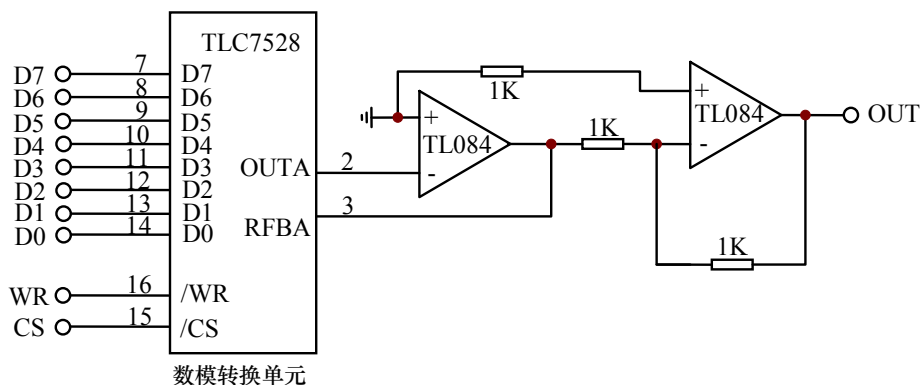 TLC7528
D7 7 D7
D6 8 D6
D5 9 D5
D4 10 D4
D3 11 D3
D2 12 D2
D1 13 D1
D0 14 D0
OUTA 2
RFBA 3
WR 16 /WR
CS 15 /CS
数模转换单元
1K
+
TL084
-
1K
+
TL084
-
OUT
1K